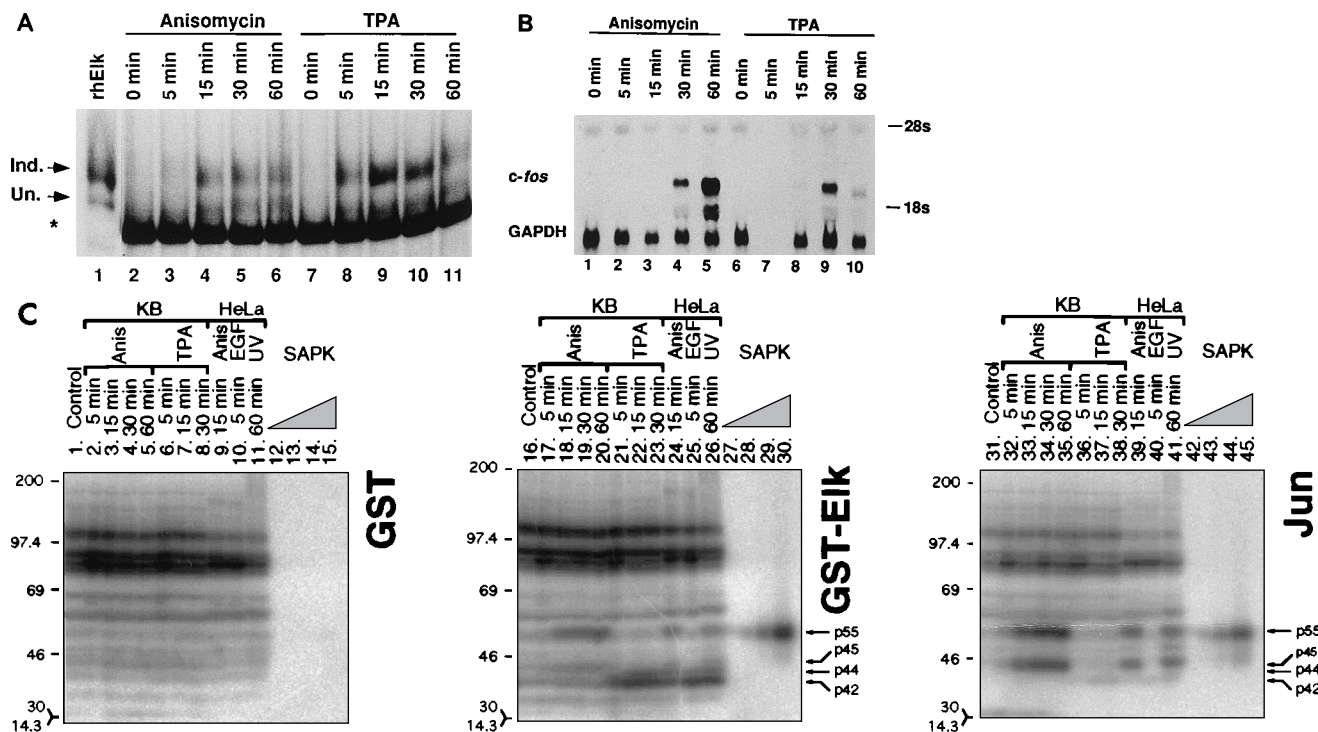 A
Anisomycin TPA
rhElk 0 min 5 min 15 min 30 min 60 min 0 min 5 min 15 min 30 min 60 min
Ind.
Un.
*
1 2 3 4 5 6 7 8 9 10 11
B
Anisomycin TPA
0 min 5 min 15 min 30 min 60 min 0 min 5 min 15 min 30 min 60 min
28s
c-fos
18s
GAPDH
1 2 3 4 5 6 7 8 9 10
C
KB HeLa
Anis TPA Anis EGF UV
SAPK
1. Control 2. 5 min 3. 15 min 4. 30 min 5. 60 min 6. 5 min 7. 15 min 8. 30 min 9. 15 min 10. 5 min 11. 60 min 12. 13. 14. 15.
200
97.4
69
46
30
14.3
GST
KB HeLa
Anis TPA Anis EGF UV
SAPK
16. Control 17. 5 min 18. 15 min 19. 30 min 20. 60 min 21. 5 min 22. 15 min 23. 30 min 24. 15 min 25. 5 min 26. 60 min 27. 28. 29. 30.
200
97.4
69
46
30
14.3
GST-Elk
p55
p45
p44
p42
KB HeLa
Anis TPA Anis EGF UV
SAPK
31. Control 32. 5 min 33. 15 min 34. 30 min 35. 60 min 36. 5 min 37. 15 min 38. 30 min 39. 15 min 40. 5 min 41. 60 min 42. 43. 44. 45.
200
97.4
69
46
30
14.3
Jun
p55
p45
p44
p42